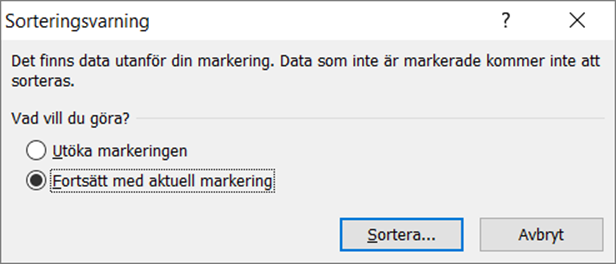 Sorteringsvarning
Det finns data utanför din markering. Data som inte är markerade kommer inte att
sorteras.
Vad vill du göra?
Utöka markeringen
Fortsätt med aktuell markering
Sortera...
Avbryt